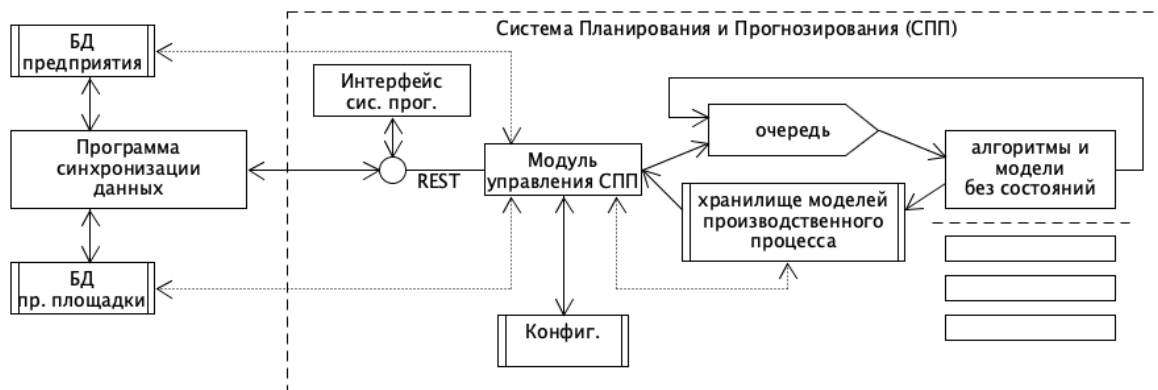 Система Планирования и Прогнозирования (СПП)
БД
предприятия
Интерфейс
сис. прог.
очередь
Программа
синхронизации
данных
REST
Модуль
управления СПП
алгоритмы и
модели
без состояний
хранилище моделей
производственного
процесса
БД
пр. площадки
Конфиг.